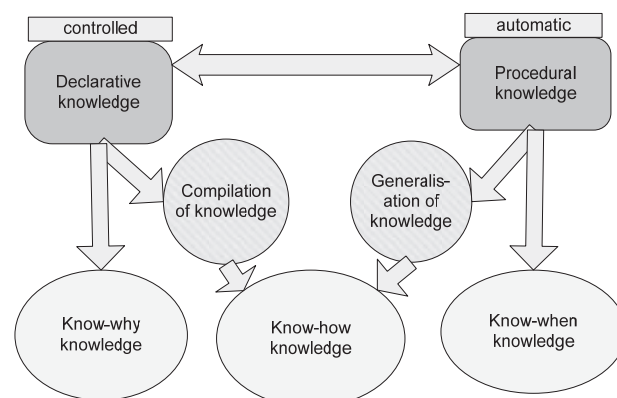 controlled
automatic
Declarative
knowledge
Procedural
knowledge
Compilation
of knowledge
Generalis-
ation of
knowledge
Know-why
knowledge
Know-how
knowledge
Know-when
knowledge